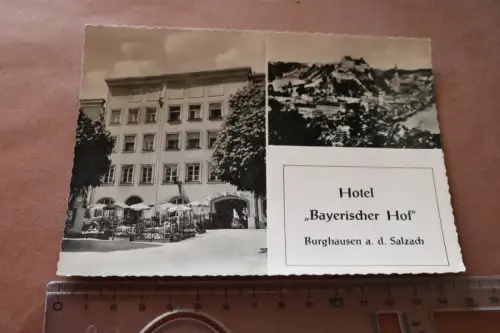 Hotel
„Bayerischer Hof"
Burghausen a. d. Salzach